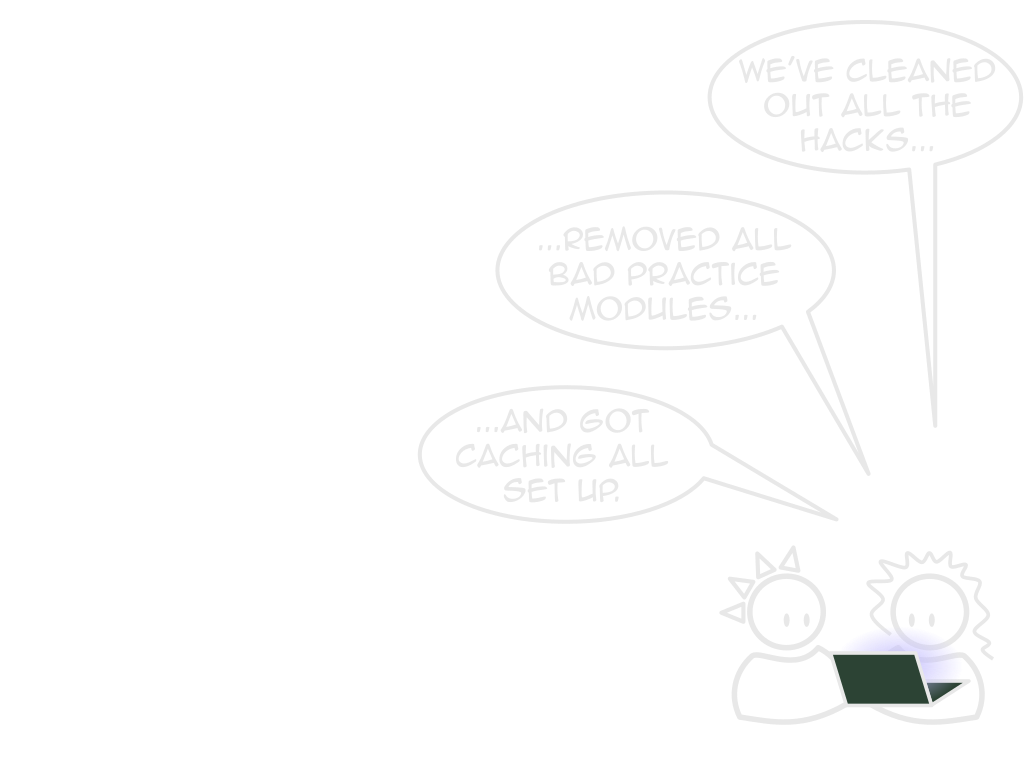 WE'VE CLEANED
OUT ALL THE
HACKS...
...REMOVED ALL
BAD PRACTICE
MODULES...
...AND GOT
CACHING ALL
SET UP.